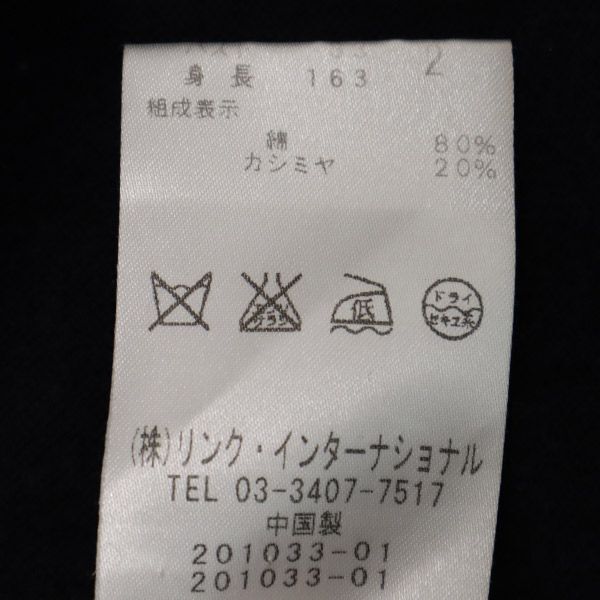 身長 163 2
組成表示
綿 80%
カシミヤ 20%
低
ドライ
セキユ系
(株)リンク・インターナショナル
TEL 03-3407-7517
中国製
201033-01
201033-01